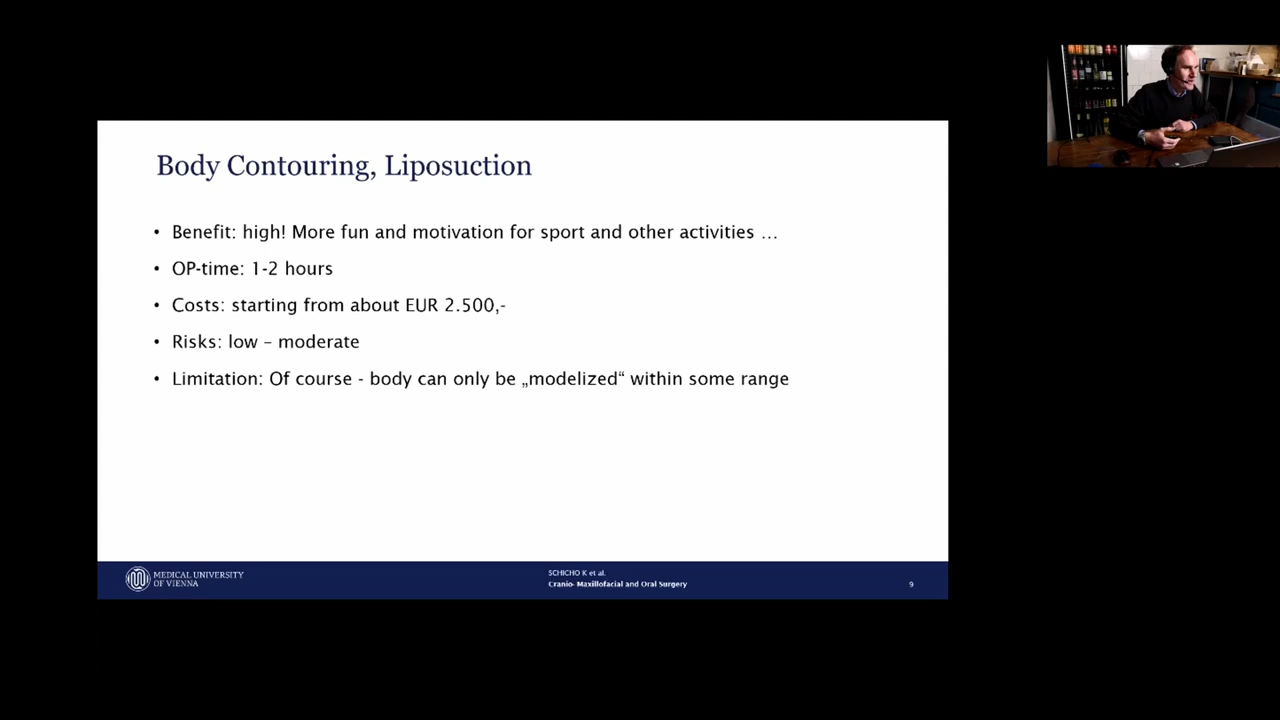 Body Contouring, Liposuction
• Benefit: high! More fun and motivation for sport and other activities …
• OP-time: 1-2 hours
• Costs: starting from about EUR 2.500,-
• Risks: low – moderate
• Limitation: Of course - body can only be „modelized“ within some range
MEDICAL UNIVERSITY
OF VIENNA
SCHICHO K et al.
Cranio- Maxillofacial and Oral Surgery
9